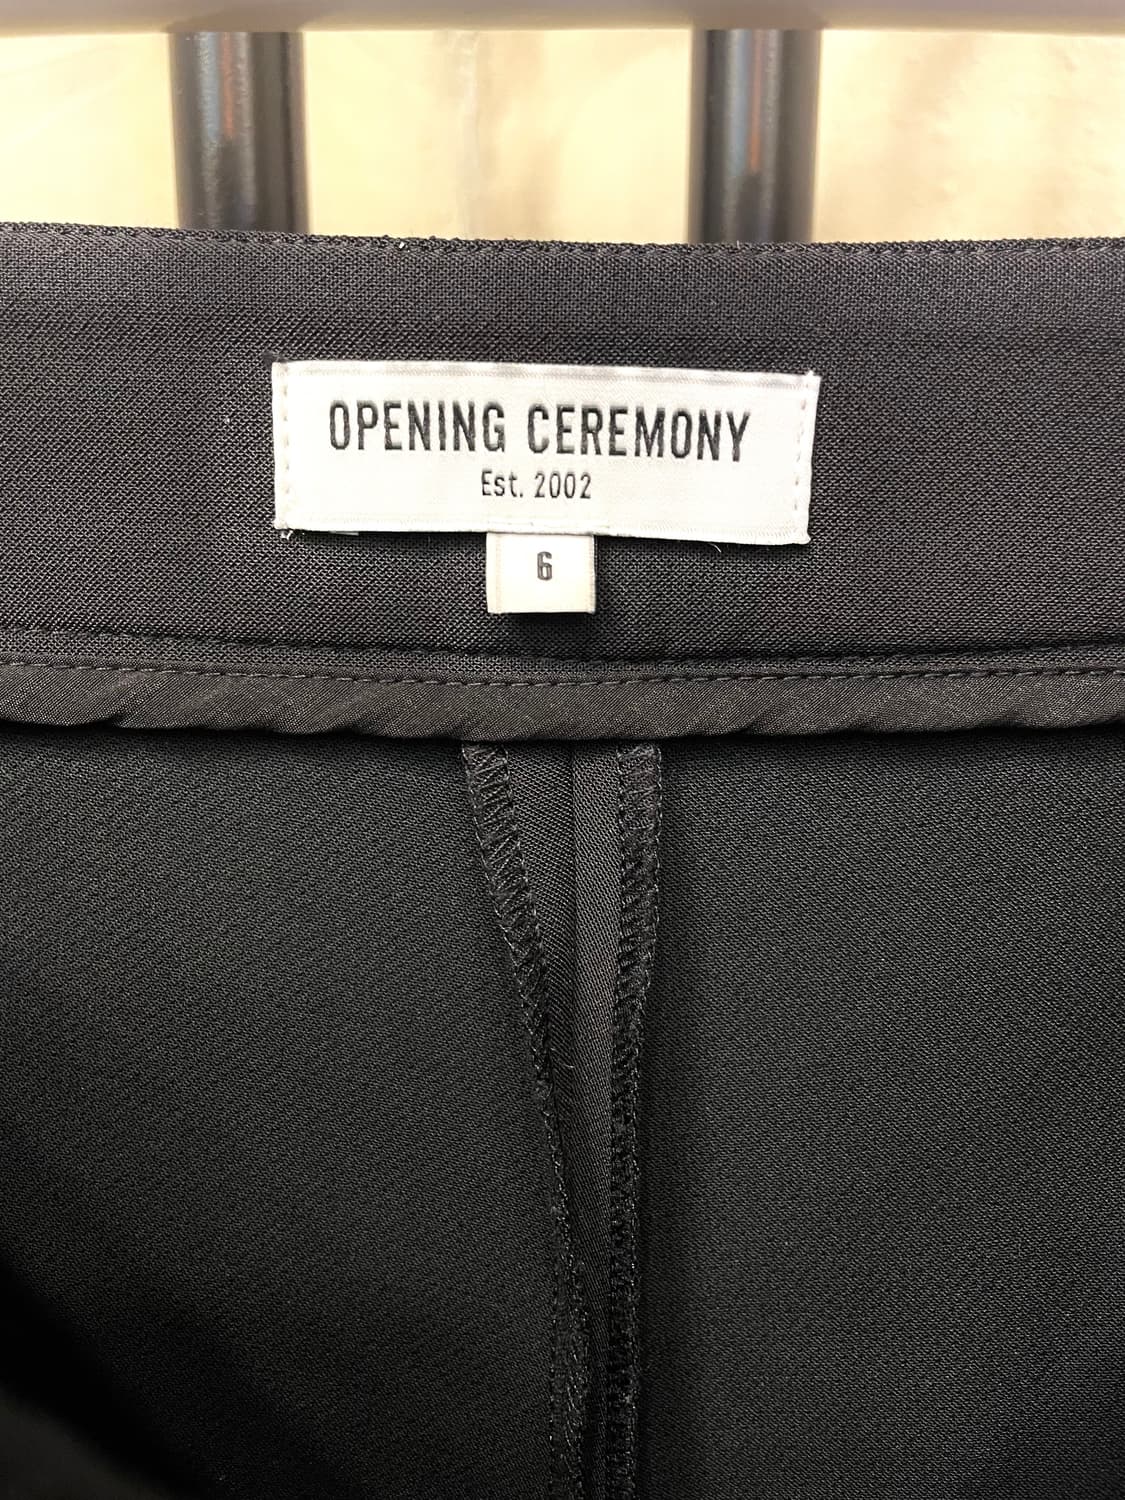 OPENING CEREMONY
Est. 2002
6